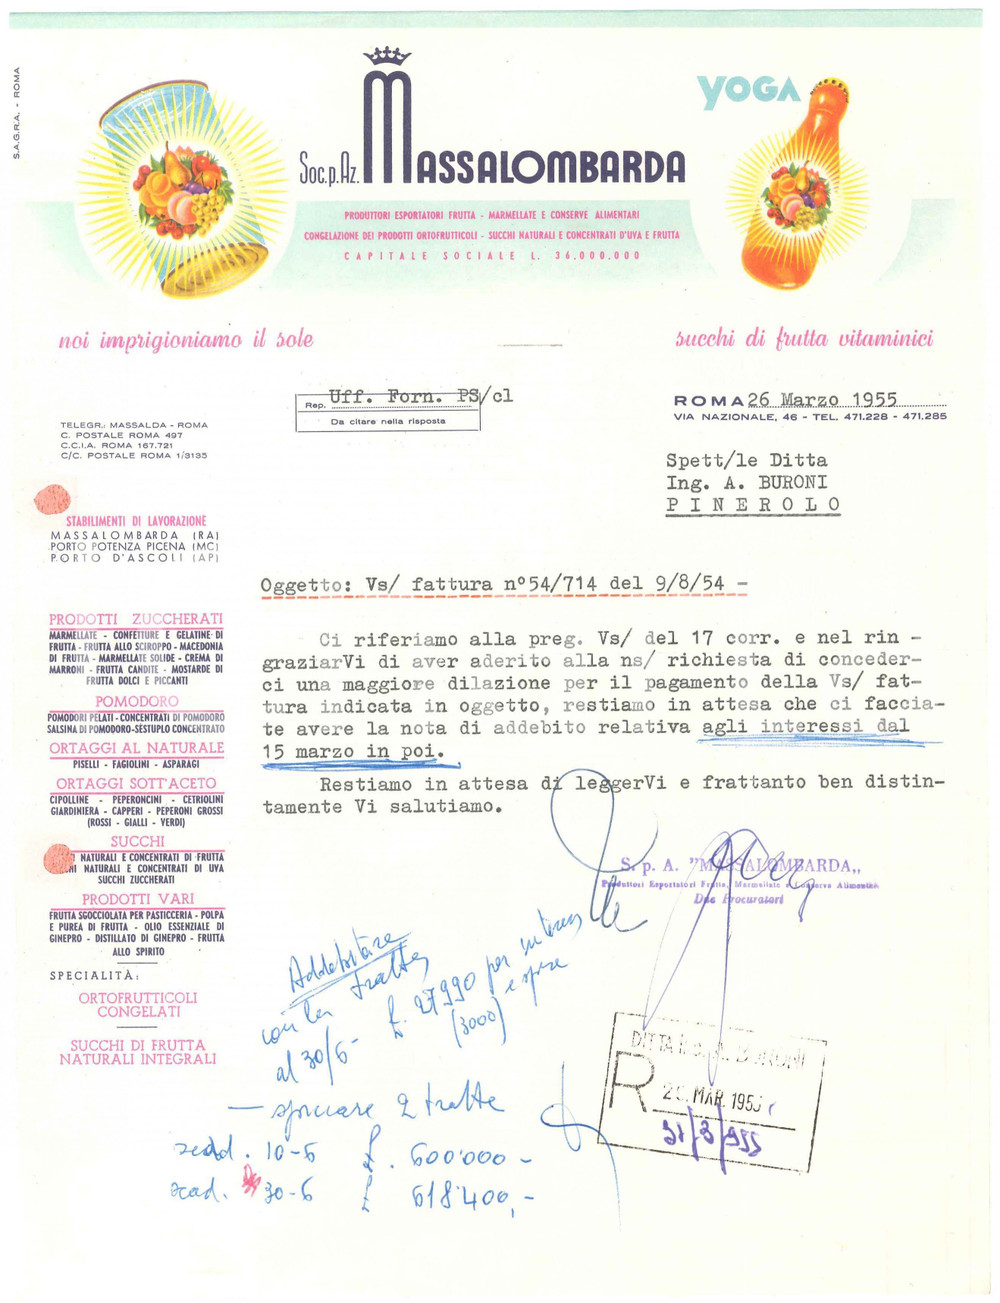 S.A.G.R.A. - ROMA
YOGA
Soc.p.Az. MASSALOMBARDA
PRODUTTORI ESPORTATORI FRUTTA - MARMELLATE E CONSERVE ALIMENTARI
CONGELAZIONE DEI PRODOTTI ORTOFRUTTICOLI - SUCCHI NATURALI E CONCENTRATI D'UVA E FRUTTA
CAPITALE SOCIALE L. 36.000.000
noi imprigioniamo il sole
succhi di frutta vitaminici
Rep. Uff. Forn. PS/cl
Da citare nella risposta
ROMA 26 Marzo 1955
VIA NAZIONALE, 46 - TEL. 471.228 - 471.285
TELEGR.: MASSALDA - ROMA
C. POSTALE ROMA 497
C.C.I.A. ROMA 167.721
C/C. POSTALE ROMA 1/3135
Spett/le Ditta
Ing. A. BURONI
PINEROLO
STABILIMENTI DI LAVORAZIONE
MASSALOMBARDA (RA)
PORTO POTENZA PICENA (MC)
PORTO D'ASCOLI (AP)
PRODOTTI ZUCCHERATI
MARMELLATE - CONFETTURE E GELATINE DI
FRUTTA - FRUTTA ALLO SCIROPPO - MACEDONIA
DI FRUTTA - MARMELLATE SOLIDE - CREMA DI
MARRONI - FRUTTA CANDITE - MOSTARDE DI
FRUTTA DOLCI E PICCANTI
POMODORO
POMODORI PELATI - CONCENTRATI DI POMODORO
SALSINA DI POMODORO - SESTUPLO CONCENTRATO
ORTAGGI AL NATURALE
PISELLI - FAGIOLINI - ASPARAGI
ORTAGGI SOTT'ACETO
CIPOLLINE - PEPERONCINI - CETRIOLINI
GIARDINIERA - CAPPERI - PEPERONI GROSSI
(ROSSI - GIALLI - VERDI)
SUCCHI
NATURALI E CONCENTRATI DI FRUTTA
NATURALI E CONCENTRATI DI UVA
SUCCHI ZUCCHERATI
PRODOTTI VARI
FRUTTA SGOCCIOLATA PER PASTICCERIA - POLPA
E PUREA DI FRUTTA - OLIO ESSENZIALE DI
GINEPRO - DISTILLATO DI GINEPRO - FRUTTA
ALLO SPIRITO
SPECIALITÀ:
ORTOFRUTTICOLI
CONGELATI
SUCCHI DI FRUTTA
NATURALI INTEGRALI
Oggetto: Vs/ fattura n°54/714 del 9/8/54 -
Ci riferiamo alla preg. Vs/ del 17 corr. e nel rin -
graziarVi di aver aderito alla ns/ richiesta di conceder-
ci una maggiore dilazione per il pagamento della Vs/ fat-
tura indicata in oggetto, restiamo in attesa che ci faccia-
te avere la nota di addebito relativa agli interessi dal
15 marzo in poi.
Restiamo in attesa di leggerVi e frattanto ben distin-
tamente Vi salutiamo.
S. p. A. "MASSALOMBARDA,,
Produttori Esportatori Frutta, Marmellata e Conserve Alimentari
Due Procuratori
Addebitare
con la tratta
al 30/6 - £. 27990 per interessi
(3000) e spese
— spiccare 2 tratte
scad. 10-6 £. 600'000 -
scad. 30-6 £ 618'400,-
DITTA ING. A. BURONI
R 2 MAR. 1955
31/3/955